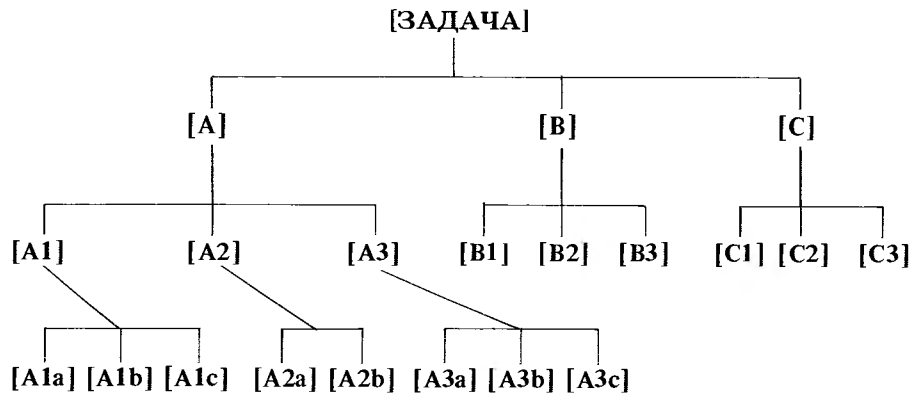 [ЗАДАЧА]
[A] [B] [C]
[A1] [A2] [A3] [B1] [B2] [B3] [C1] [C2] [C3]
[A1a] [A1b] [A1c] [A2a] [A2b] [A3a] [A3b] [A3c]